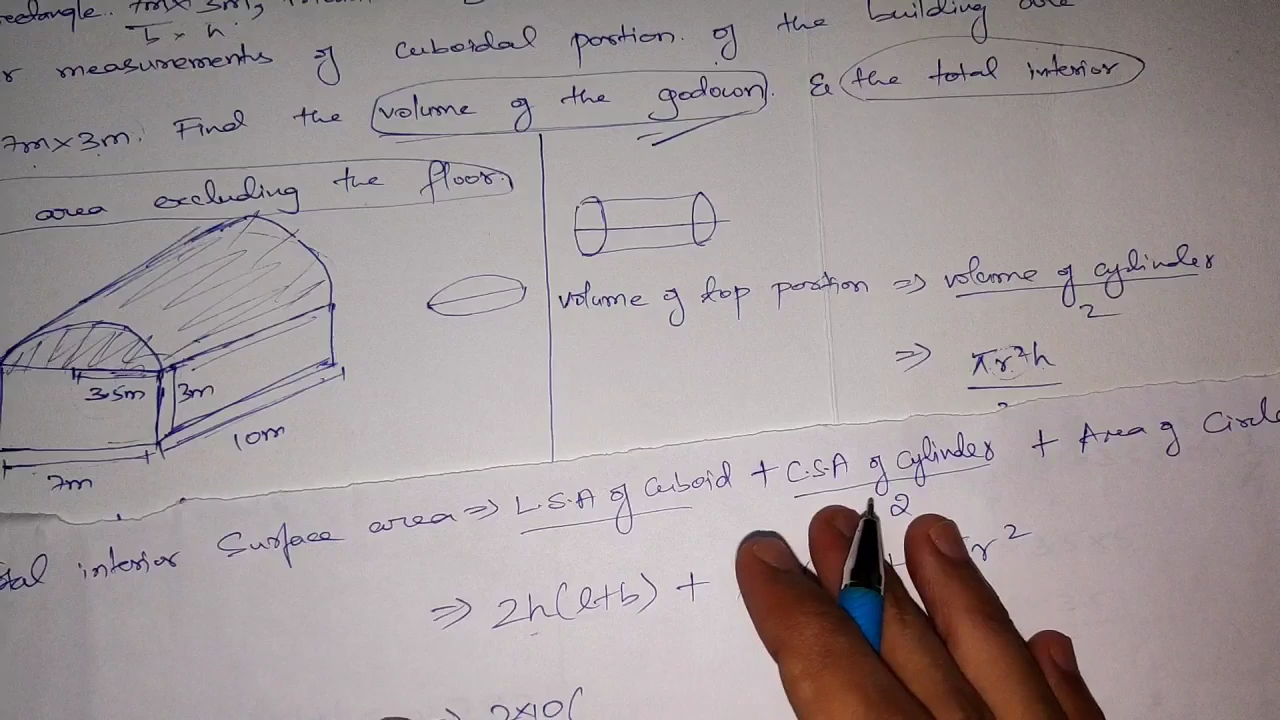 rectangle. 7m x 3m,
b x h
r measurements of cuboidal portion. of the building are
7m x 3m. Find the volume of the godown. & the total interior
area excluding the floor.
3.5m
3m
10m
7m
volume of top portion ⇒ volume of cylinder
2
⇒ πr²h
total interior Surface area ⇒ L.S.A of Cuboid + C.S.A of cylinder + Area of Circle
2
⇒ 2h(l+b) + + r²
⇒ 2×10(